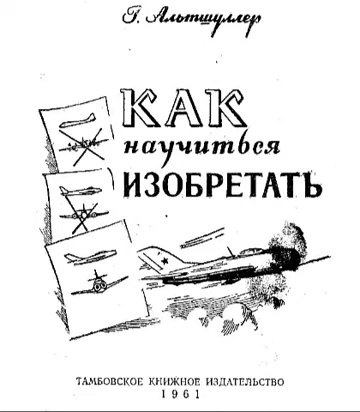 Г. Альтшуллер
КАК
научиться
ИЗОБРЕТАТЬ
ТАМБОВСКОЕ КНИЖНОЕ ИЗДАТЕЛЬСТВО
1961